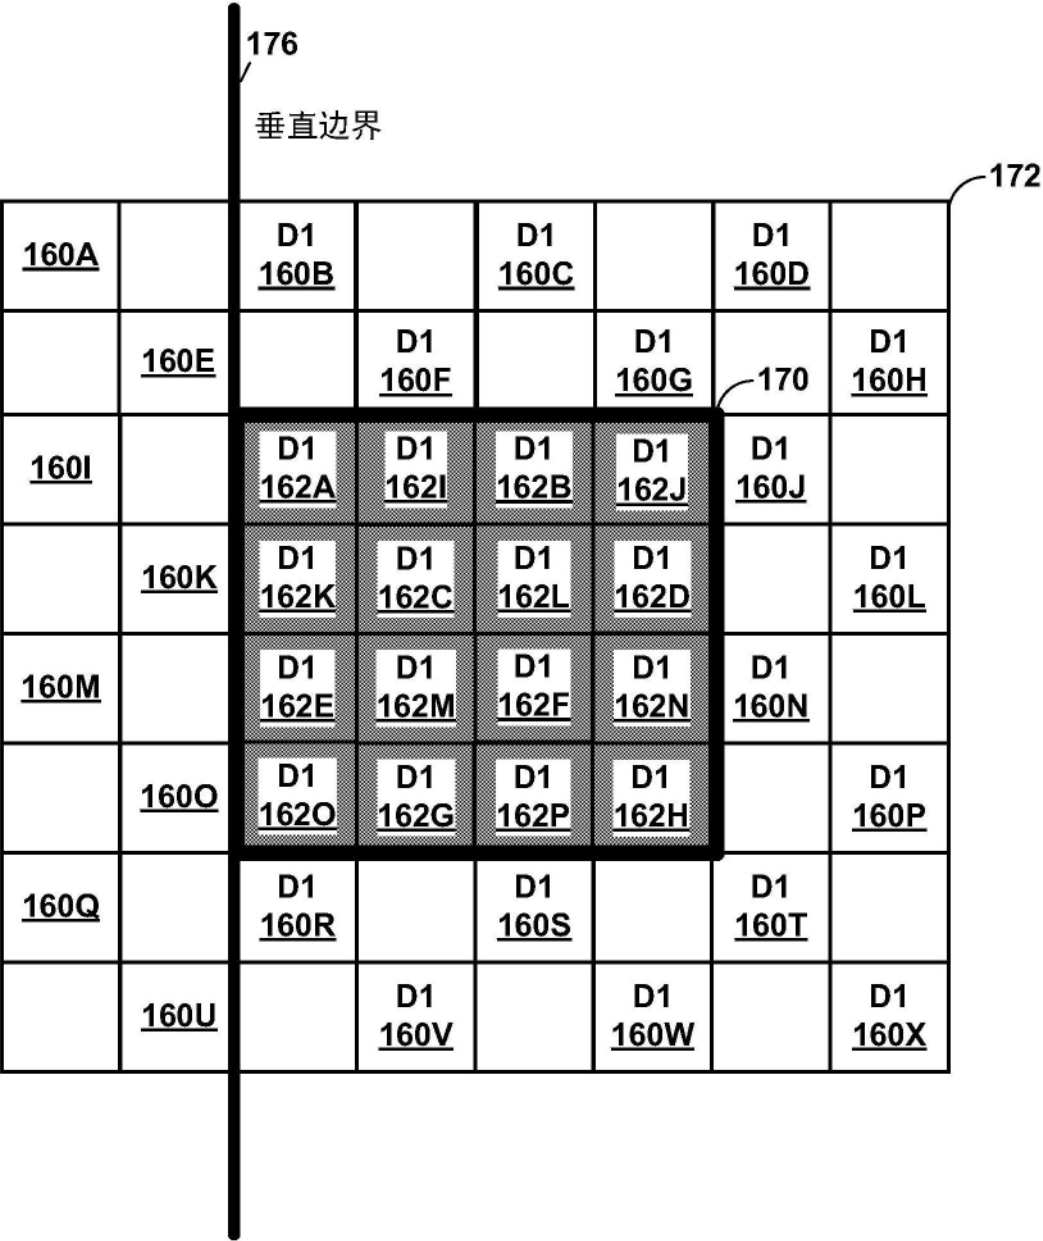 176
垂直边界
172
160A
D1
160B
D1
160C
D1
160D
160E
D1
160F
D1
160G
D1
160H
170
160I
D1
162A
D1
162I
D1
162B
D1
162J
D1
160J
160K
D1
162K
D1
162C
D1
162L
D1
162D
D1
160L
160M
D1
162E
D1
162M
D1
162F
D1
162N
D1
160N
160O
D1
162O
D1
162G
D1
162P
D1
162H
D1
160P
160Q
D1
160R
D1
160S
D1
160T
160U
D1
160V
D1
160W
D1
160X